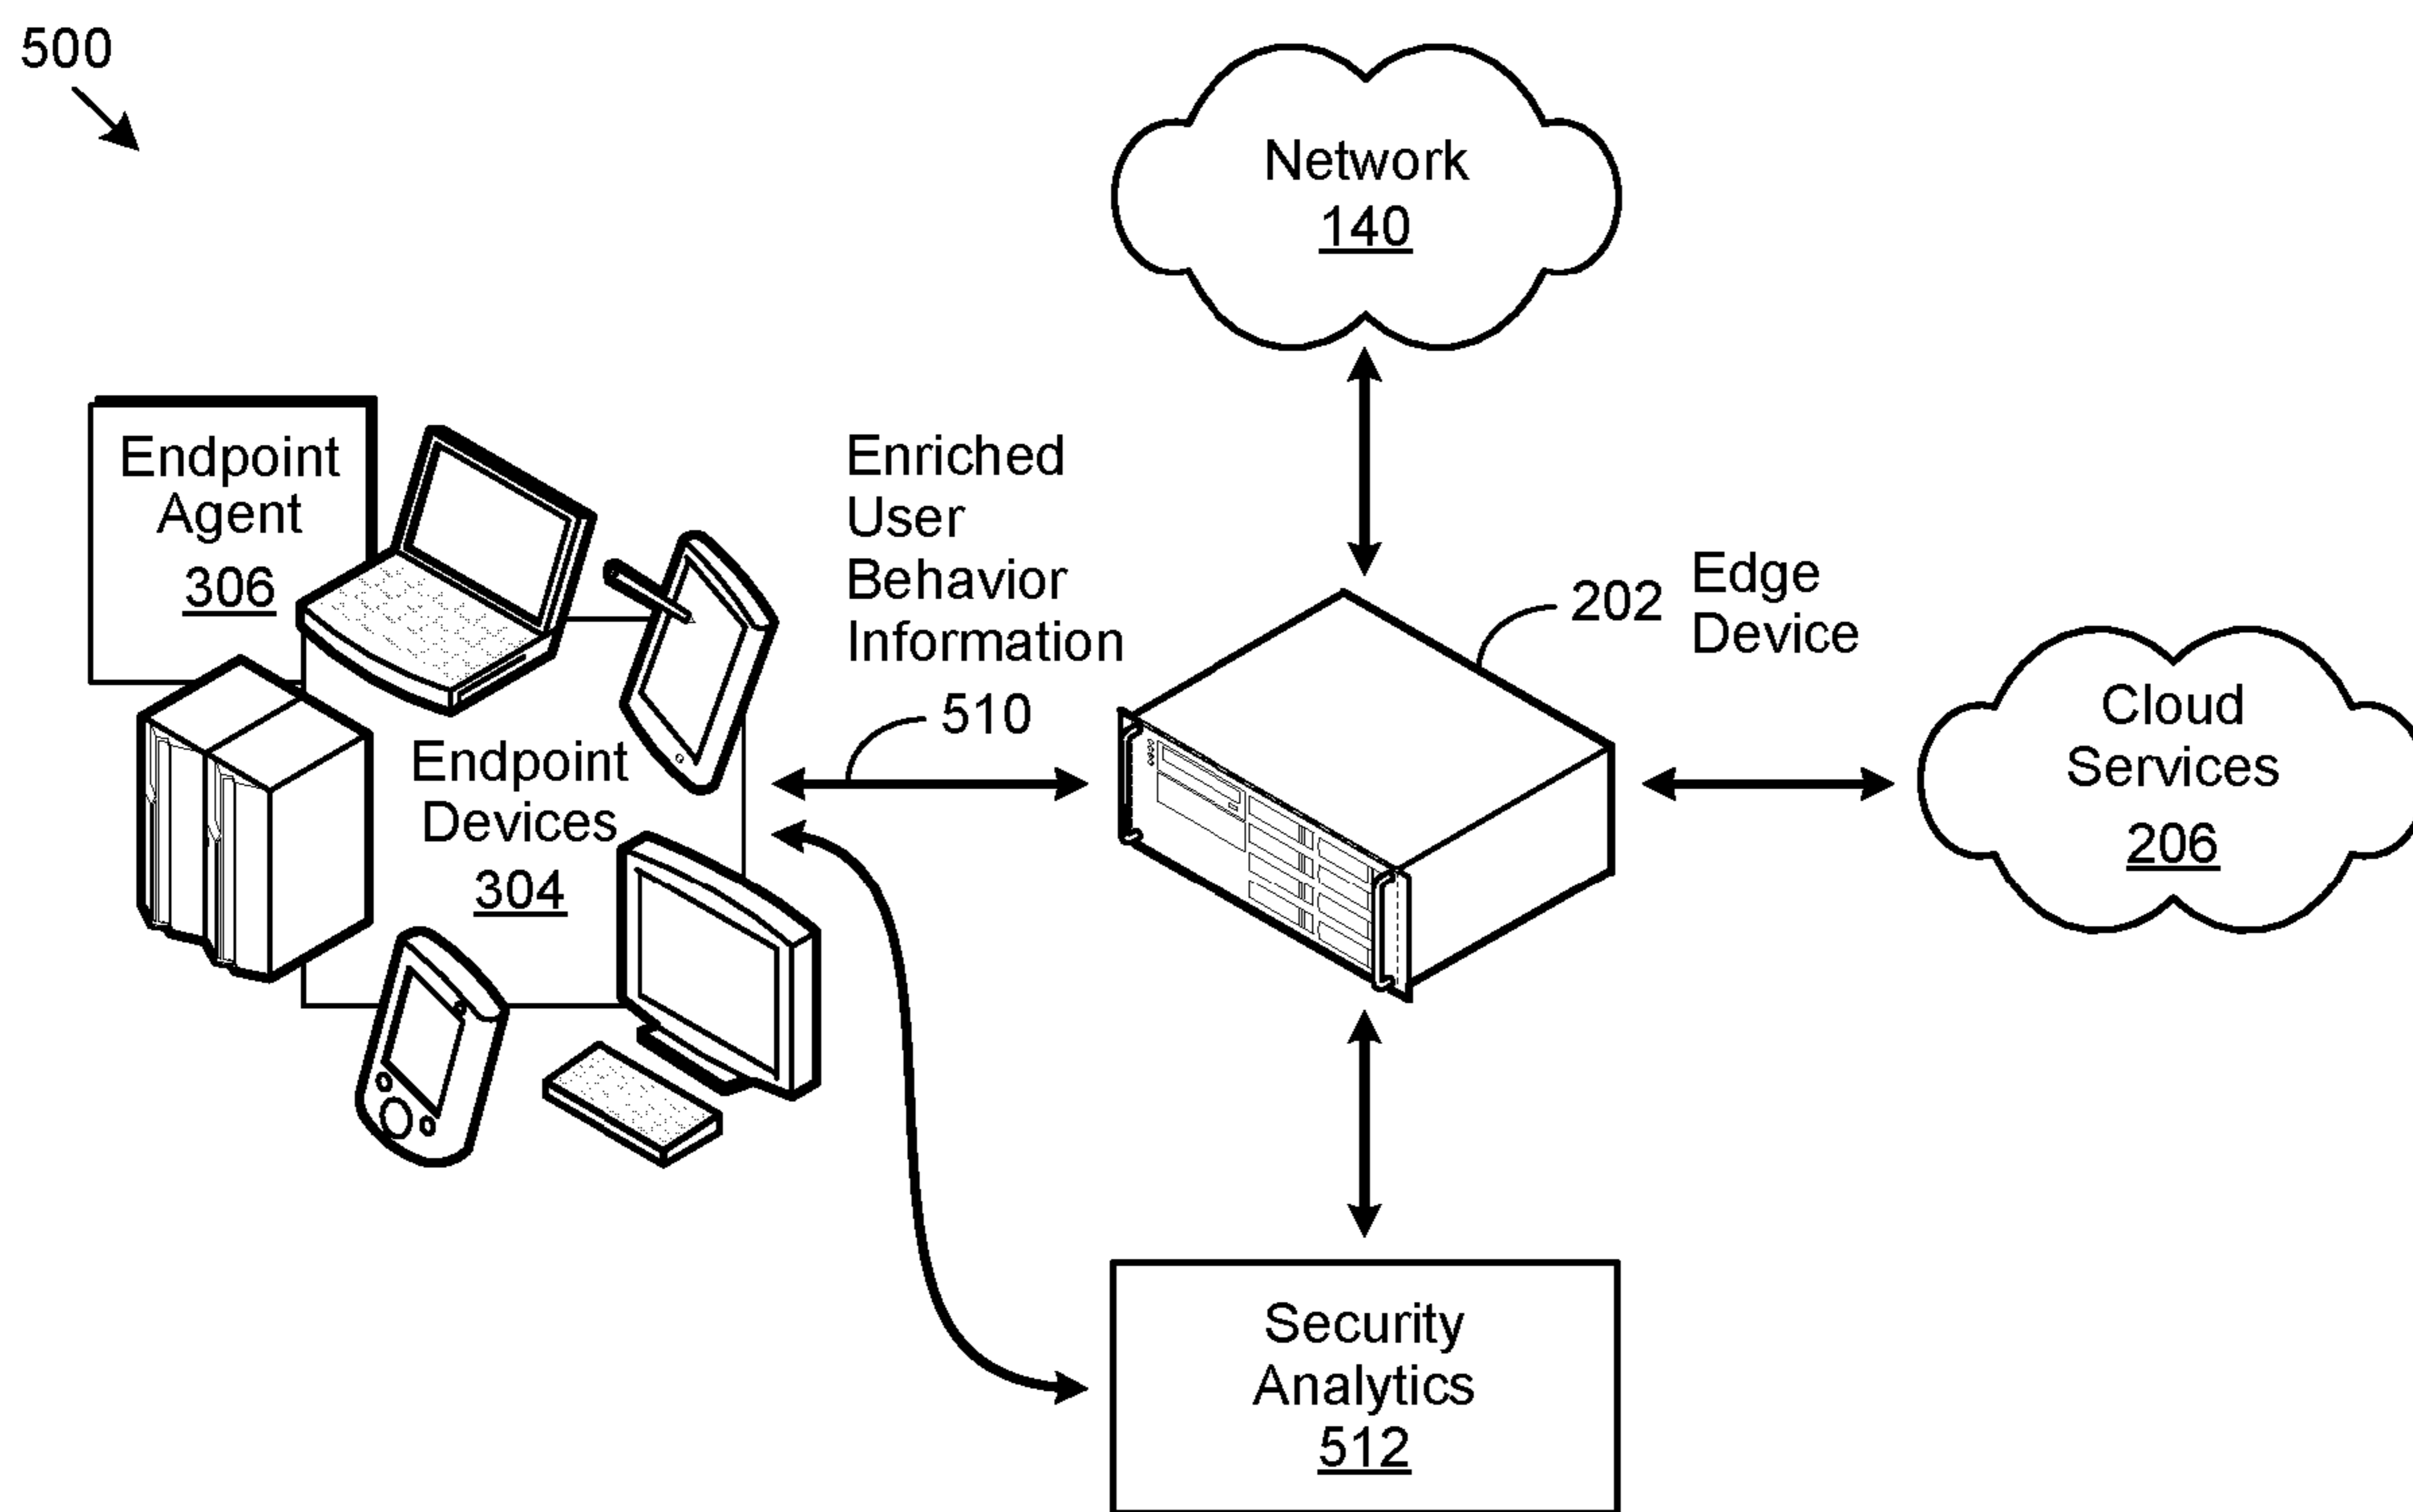 500
Network
140
Endpoint
Agent
306
Enriched
User
Behavior
Information
510
202
Edge
Device
Cloud
Services
206
Endpoint
Devices
304
Security
Analytics
512